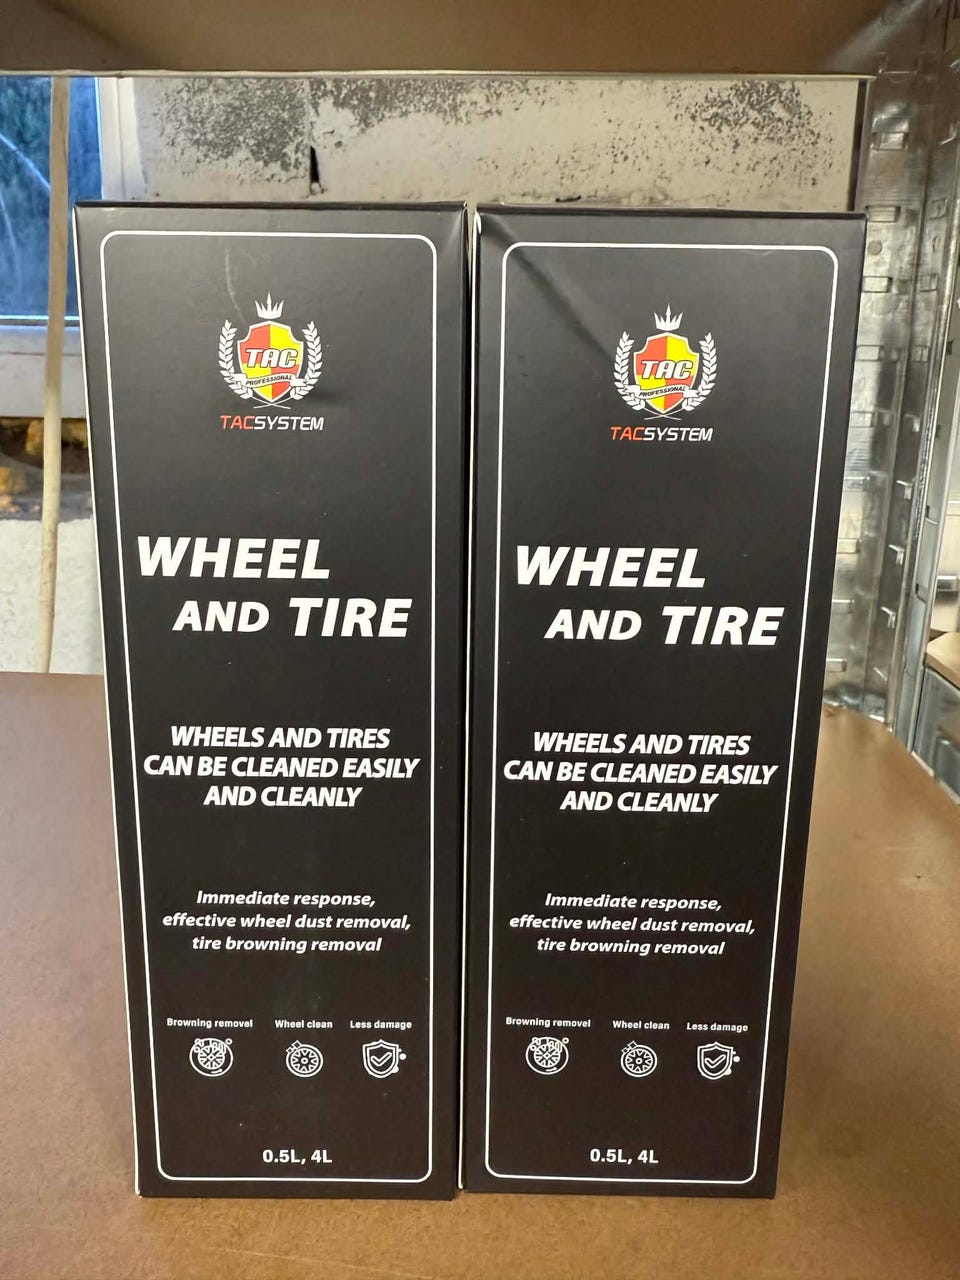 TAC
PROFESSIONAL
TACSYSTEM
WHEEL
AND TIRE
WHEELS AND TIRES
CAN BE CLEANED EASILY
AND CLEANLY
Immediate response,
effective wheel dust removal,
tire browning removal
Browning removel
Wheel clean
Less damage
0.5L, 4L
TAC
PROFESSIONAL
TACSYSTEM
WHEEL
AND TIRE
WHEELS AND TIRES
CAN BE CLEANED EASILY
AND CLEANLY
Immediate response,
effective wheel dust removal,
tire browning removal
Browning removel
Wheel clean
Less damage
0.5L, 4L